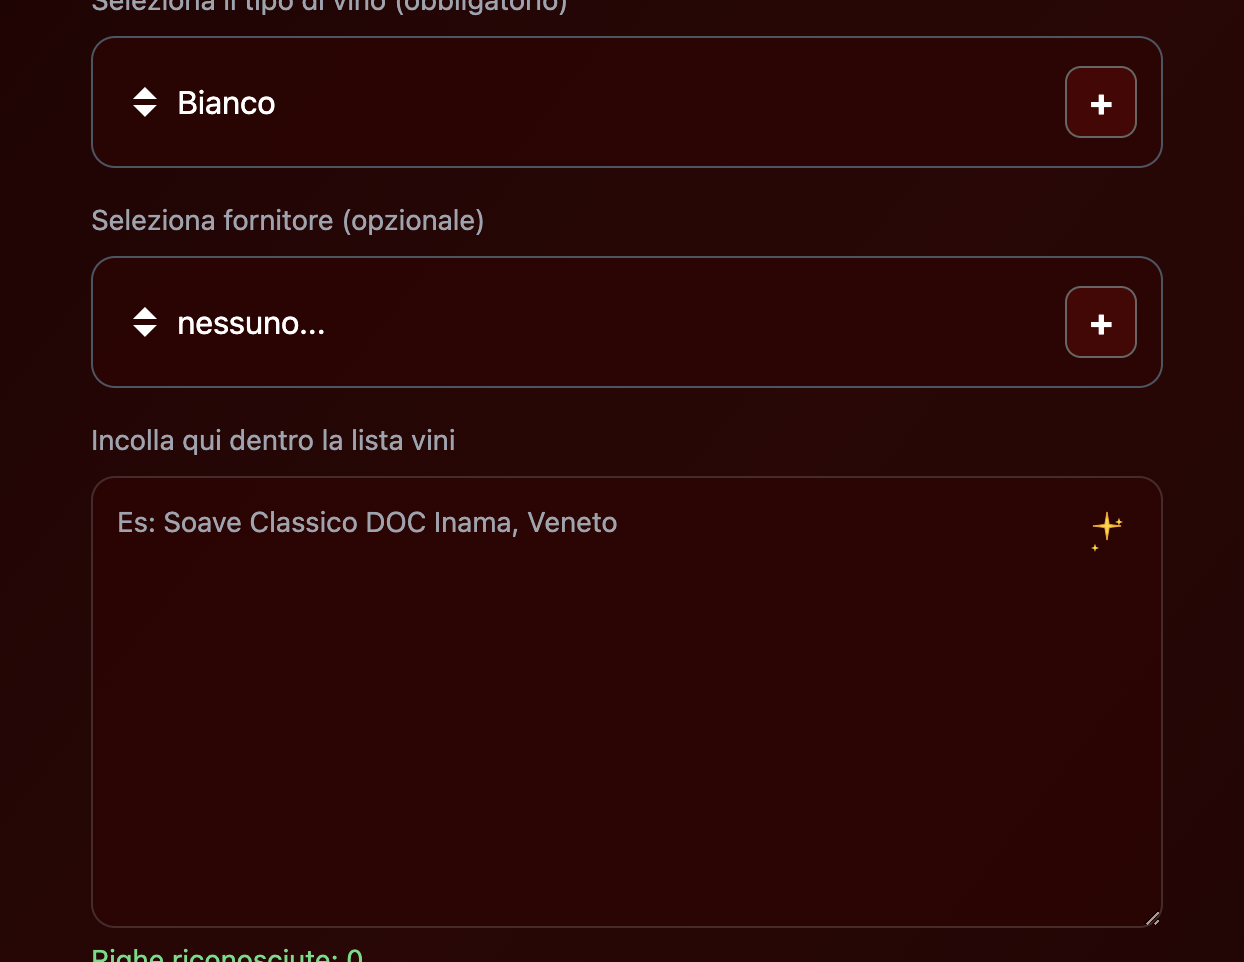 Seleziona il tipo di vino (obbligatorio)
Bianco
+
Seleziona fornitore (opzionale)
nessuno...
+
Incolla qui dentro la lista vini
Es: Soave Classico DOC Inama, Veneto
Righe riconosciute: 0